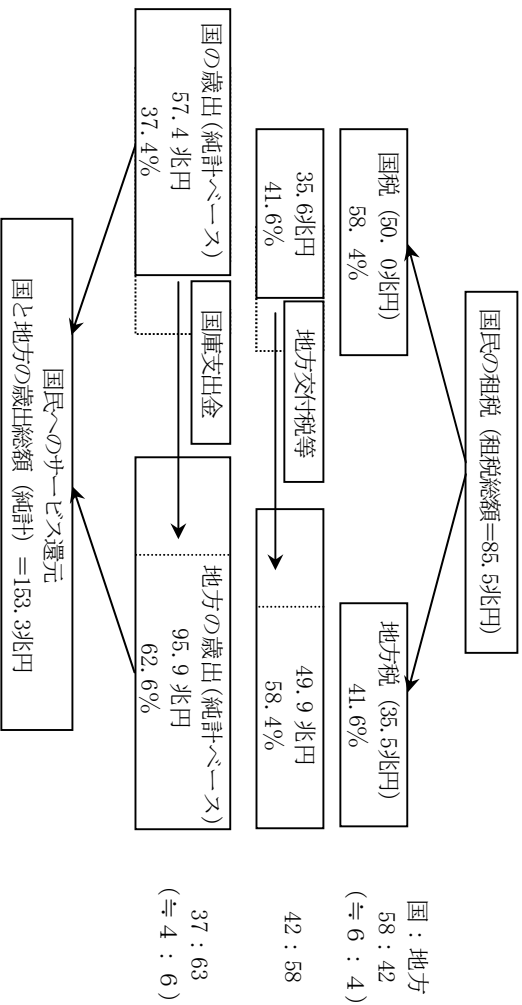 国民の租税 (租税総額=85.5兆円)
国:地方
国税 (50.0兆円)
58.4%
地方税 (35.5兆円)
41.6%
58:42
(≒6:4)
35.6兆円
41.6%
地方交付税等
49.9兆円
58.4%
42:58
国の歳出(純計ベース)
57.4兆円
37.4%
国庫支出金
地方の歳出(純計ベース)
95.9兆円
62.6%
37:63
(≒4:6)
国民へのサービス還元
国と地方の歳出総額 (純計) =153.3兆円